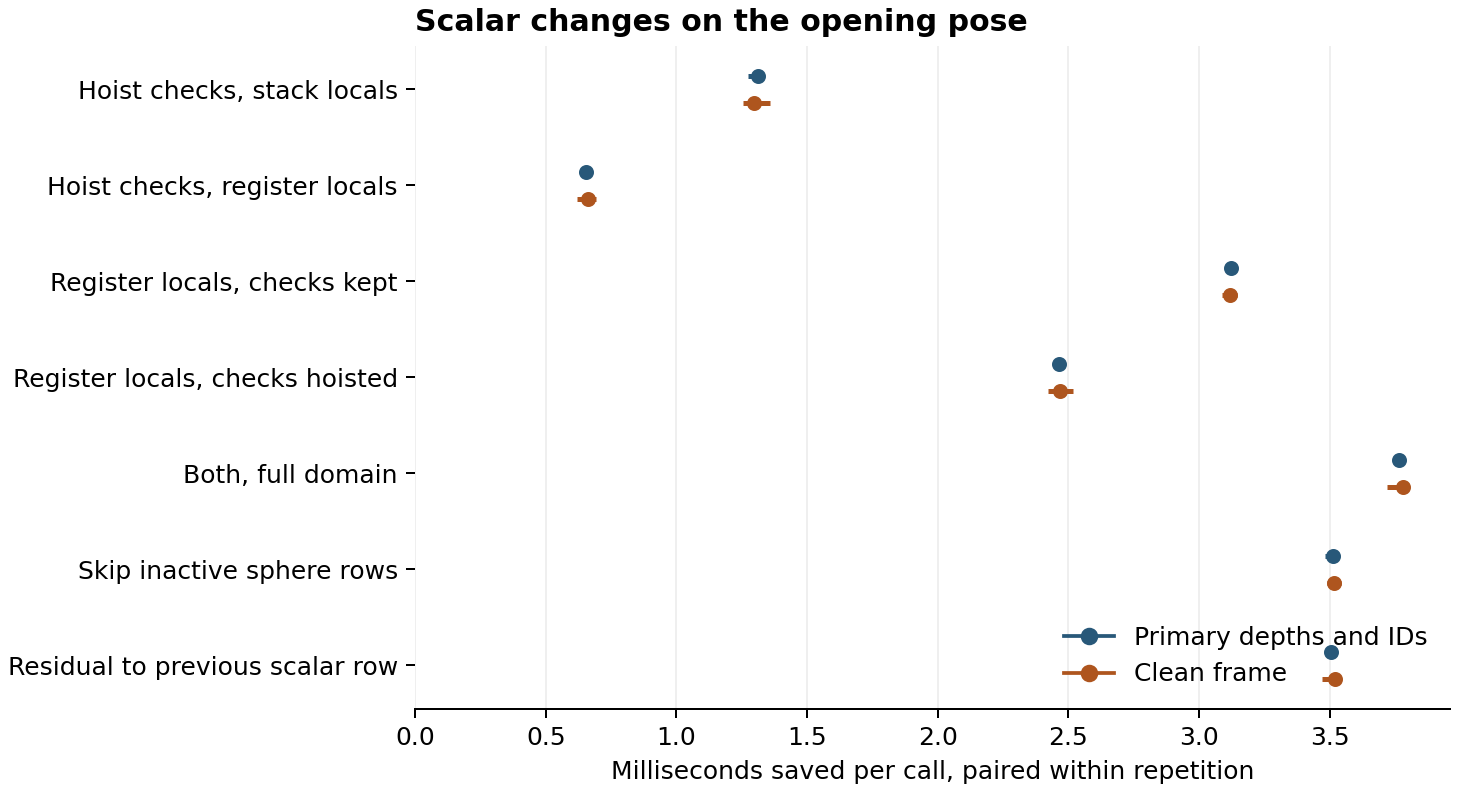 Scalar changes on the opening pose
Hoist checks, stack locals
Hoist checks, register locals
Register locals, checks kept
Register locals, checks hoisted
Both, full domain
Skip inactive sphere rows
Residual to previous scalar row
Primary depths and IDs
Clean frame
0.0 0.5 1.0 1.5 2.0 2.5 3.0 3.5
Milliseconds saved per call, paired within repetition